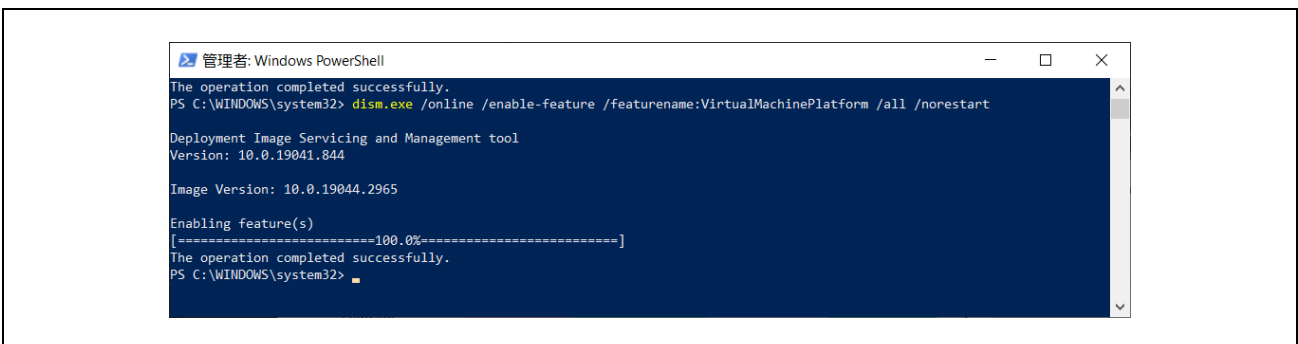 管理者: Windows PowerShell
The operation completed successfully.
PS C:\WINDOWS\system32> dism.exe /online /enable-feature /featurename:VirtualMachinePlatform /all /norestart
Deployment Image Servicing and Management tool
Version: 10.0.19041.844
Image Version: 10.0.19044.2965
Enabling feature(s)
[==========================100.0%==========================]
The operation completed successfully.
PS C:\WINDOWS\system32>